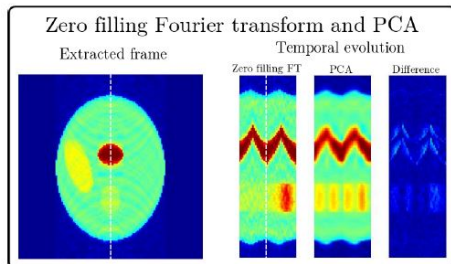 Zero filling Fourier transform and PCA
Extracted frame
Temporal evolution
Zero filling FT
PCA
Difference